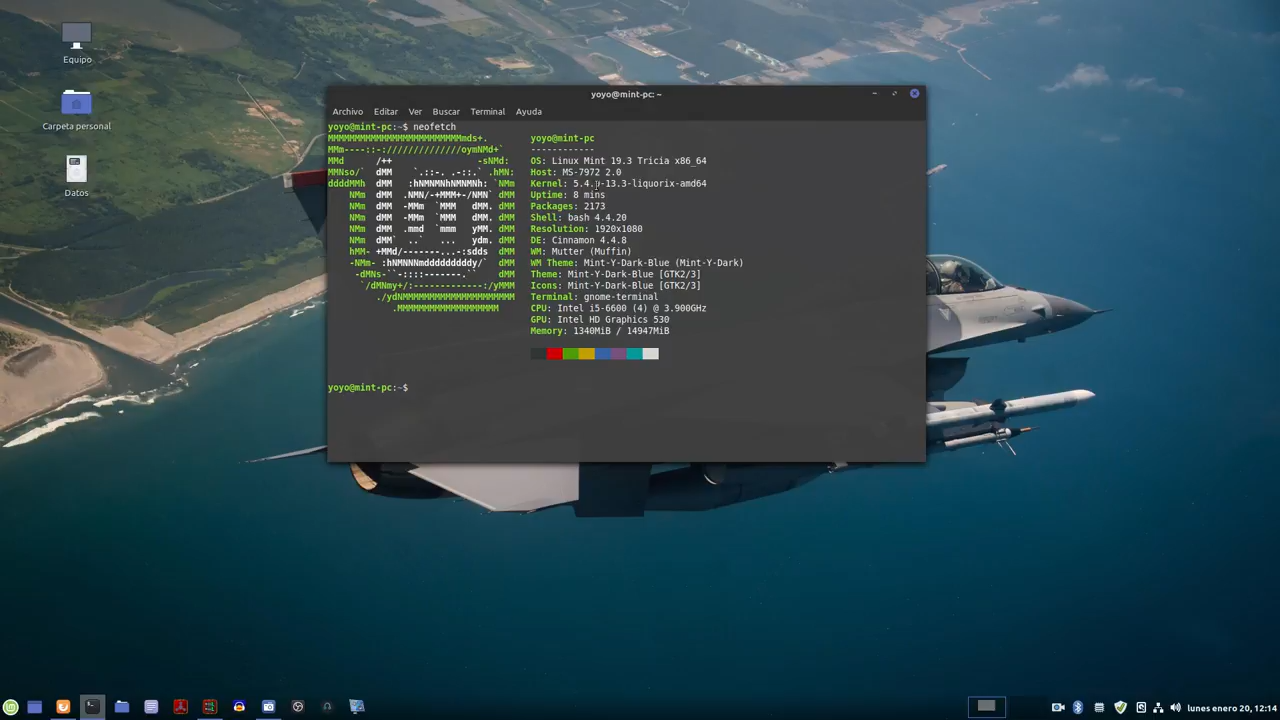 Equipo
Carpeta personal
Datos
yoyo@mint-pc: ~
Archivo Editar Ver Buscar Terminal Ayuda
yoyo@mint-pc:~$ neofetch
yoyo@mint-pc
------------
OS: Linux Mint 19.3 Tricia x86_64
Host: MS-7972 2.0
Kernel: 5.4.0-13.3-liquorix-amd64
Uptime: 8 mins
Packages: 2173
Shell: bash 4.4.20
Resolution: 1920x1080
DE: Cinnamon 4.4.8
WM: Mutter (Muffin)
WM Theme: Mint-Y-Dark-Blue (Mint-Y-Dark)
Theme: Mint-Y-Dark-Blue [GTK2/3]
Icons: Mint-Y-Dark-Blue [GTK2/3]
Terminal: gnome-terminal
CPU: Intel i5-6600 (4) @ 3.900GHz
GPU: Intel HD Graphics 530
Memory: 1340MiB / 14947MiB
yoyo@mint-pc:~$
lunes enero 20, 12:14